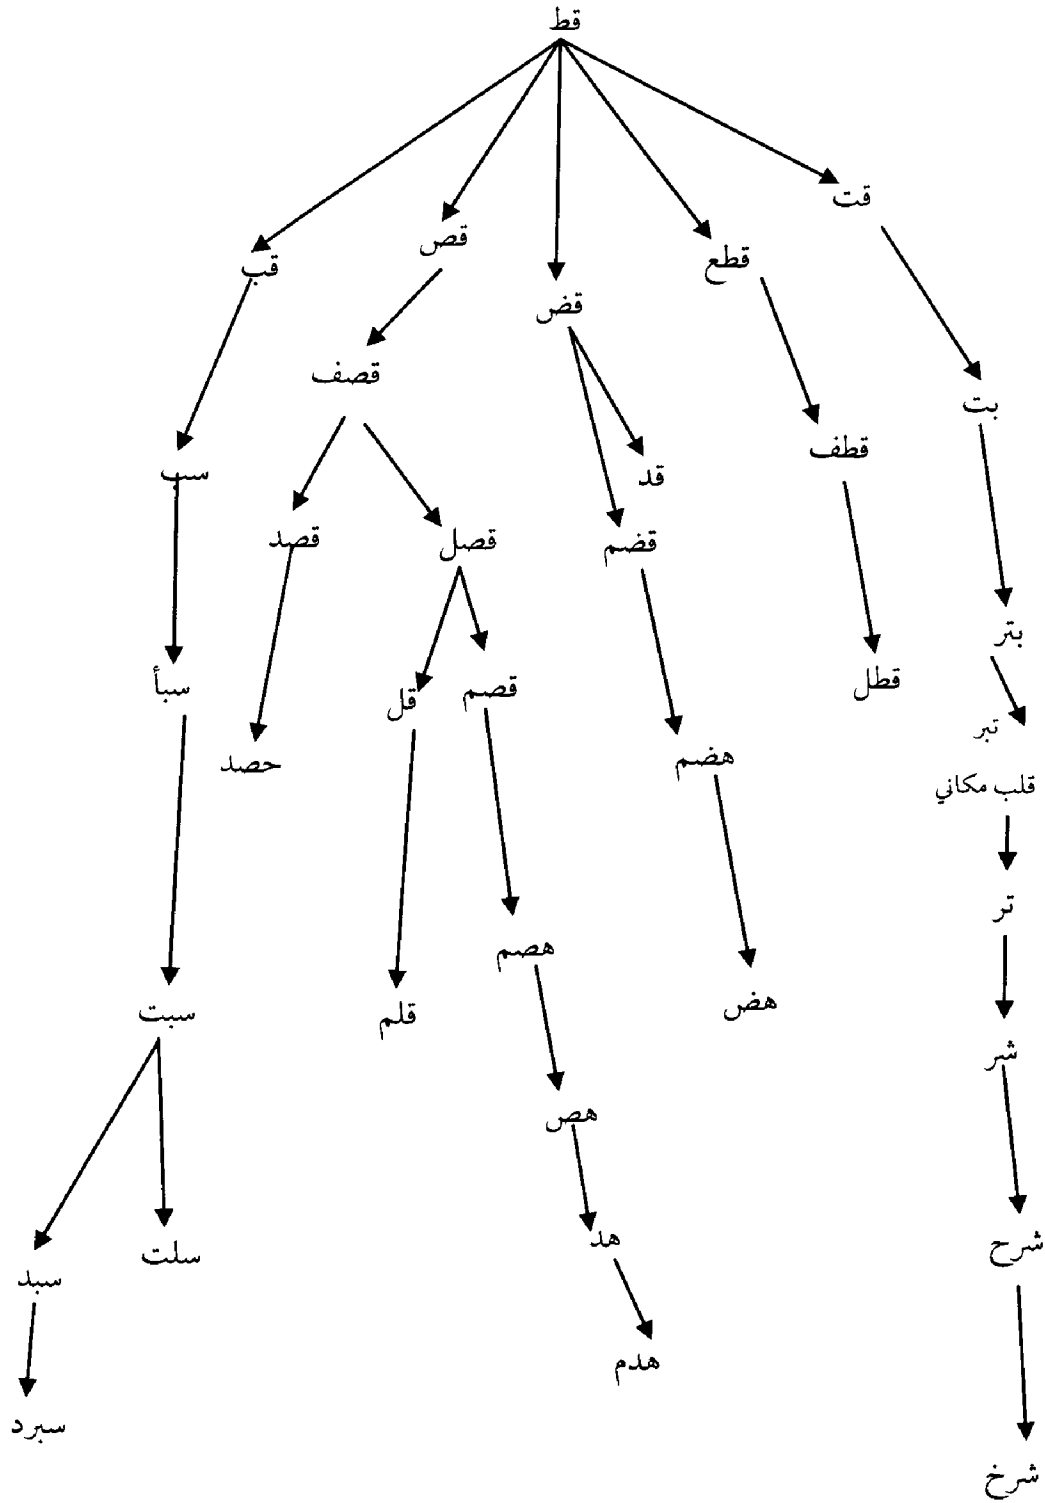 قط
قت
قص
قطع
قب
قض
قصف
بت
قطف
سب
قد
قصد
قصل
قضم
بتر
سبأ
قل
قصم
قطل
تبر
حصد
هضم
قلب مكاني
تر
هصم
سبت
قلم
هض
شر
هص
سلت
هد
شرح
سبد
هدم
سبرد
شرخ